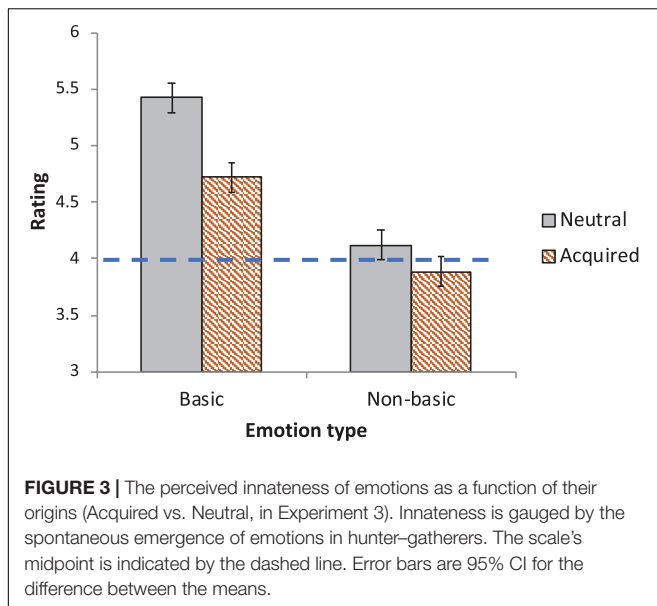 6
5.5
5
4.5
4
3.5
3
Rating
Basic
Non-basic
Emotion type
Neutral
Acquired
FIGURE 3 | The perceived innateness of emotions as a function of their
origins (Acquired vs. Neutral, in Experiment 3). Innateness is gauged by the
spontaneous emergence of emotions in hunter–gatherers. The scale’s
midpoint is indicated by the dashed line. Error bars are 95% CI for the
difference between the means.